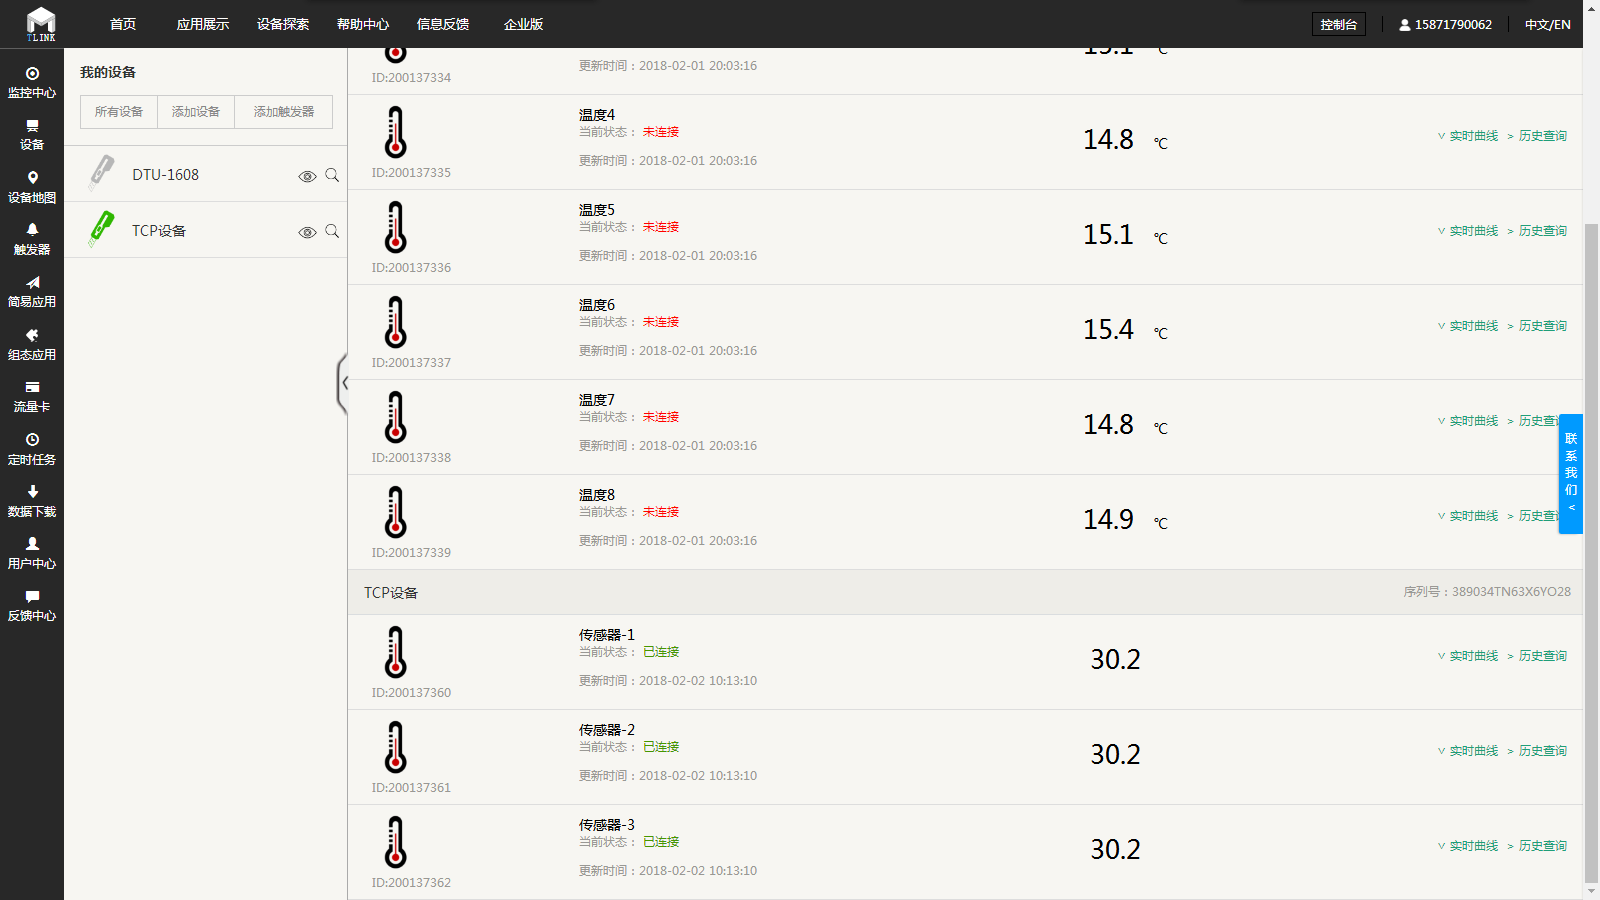 TLINK
首页 应用展示 设备探索 帮助中心 信息反馈 企业版 控制台 15871790062 中文/EN
监控中心
设备
设备地图
触发器
简易应用
组态应用
流量卡
定时任务
数据下载
用户中心
反馈中心
我的设备
所有设备 添加设备 添加触发器
DTU-1608
TCP设备
15.1 ℃
更新时间：2018-02-01 20:03:16
ID:200137334
温度4
当前状态： 未连接
更新时间：2018-02-01 20:03:16
ID:200137335
14.8 ℃
实时曲线 > 历史查询
温度5
当前状态： 未连接
更新时间：2018-02-01 20:03:16
ID:200137336
15.1 ℃
实时曲线 > 历史查询
温度6
当前状态： 未连接
更新时间：2018-02-01 20:03:16
ID:200137337
15.4 ℃
实时曲线 > 历史查询
温度7
当前状态： 未连接
更新时间：2018-02-01 20:03:16
ID:200137338
14.8 ℃
实时曲线 > 历史查询
温度8
当前状态： 未连接
更新时间：2018-02-01 20:03:16
ID:200137339
14.9 ℃
实时曲线 > 历史查询
联系我们 <
TCP设备 序列号：389034TN63X6YO28
传感器-1
当前状态： 已连接
更新时间：2018-02-02 10:13:10
ID:200137360
30.2
实时曲线 > 历史查询
传感器-2
当前状态： 已连接
更新时间：2018-02-02 10:13:10
ID:200137361
30.2
实时曲线 > 历史查询
传感器-3
当前状态： 已连接
更新时间：2018-02-02 10:13:10
ID:200137362
30.2
实时曲线 > 历史查询